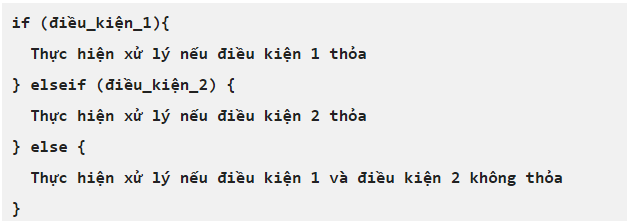 if (điều_kiện_1){
  Thực hiện xử lý nếu điều kiện 1 thỏa
} elseif (điều_kiện_2) {
  Thực hiện xử lý nếu điều kiện 2 thỏa
} else {
  Thực hiện xử lý nếu điều kiện 1 và điều kiện 2 không thỏa
}